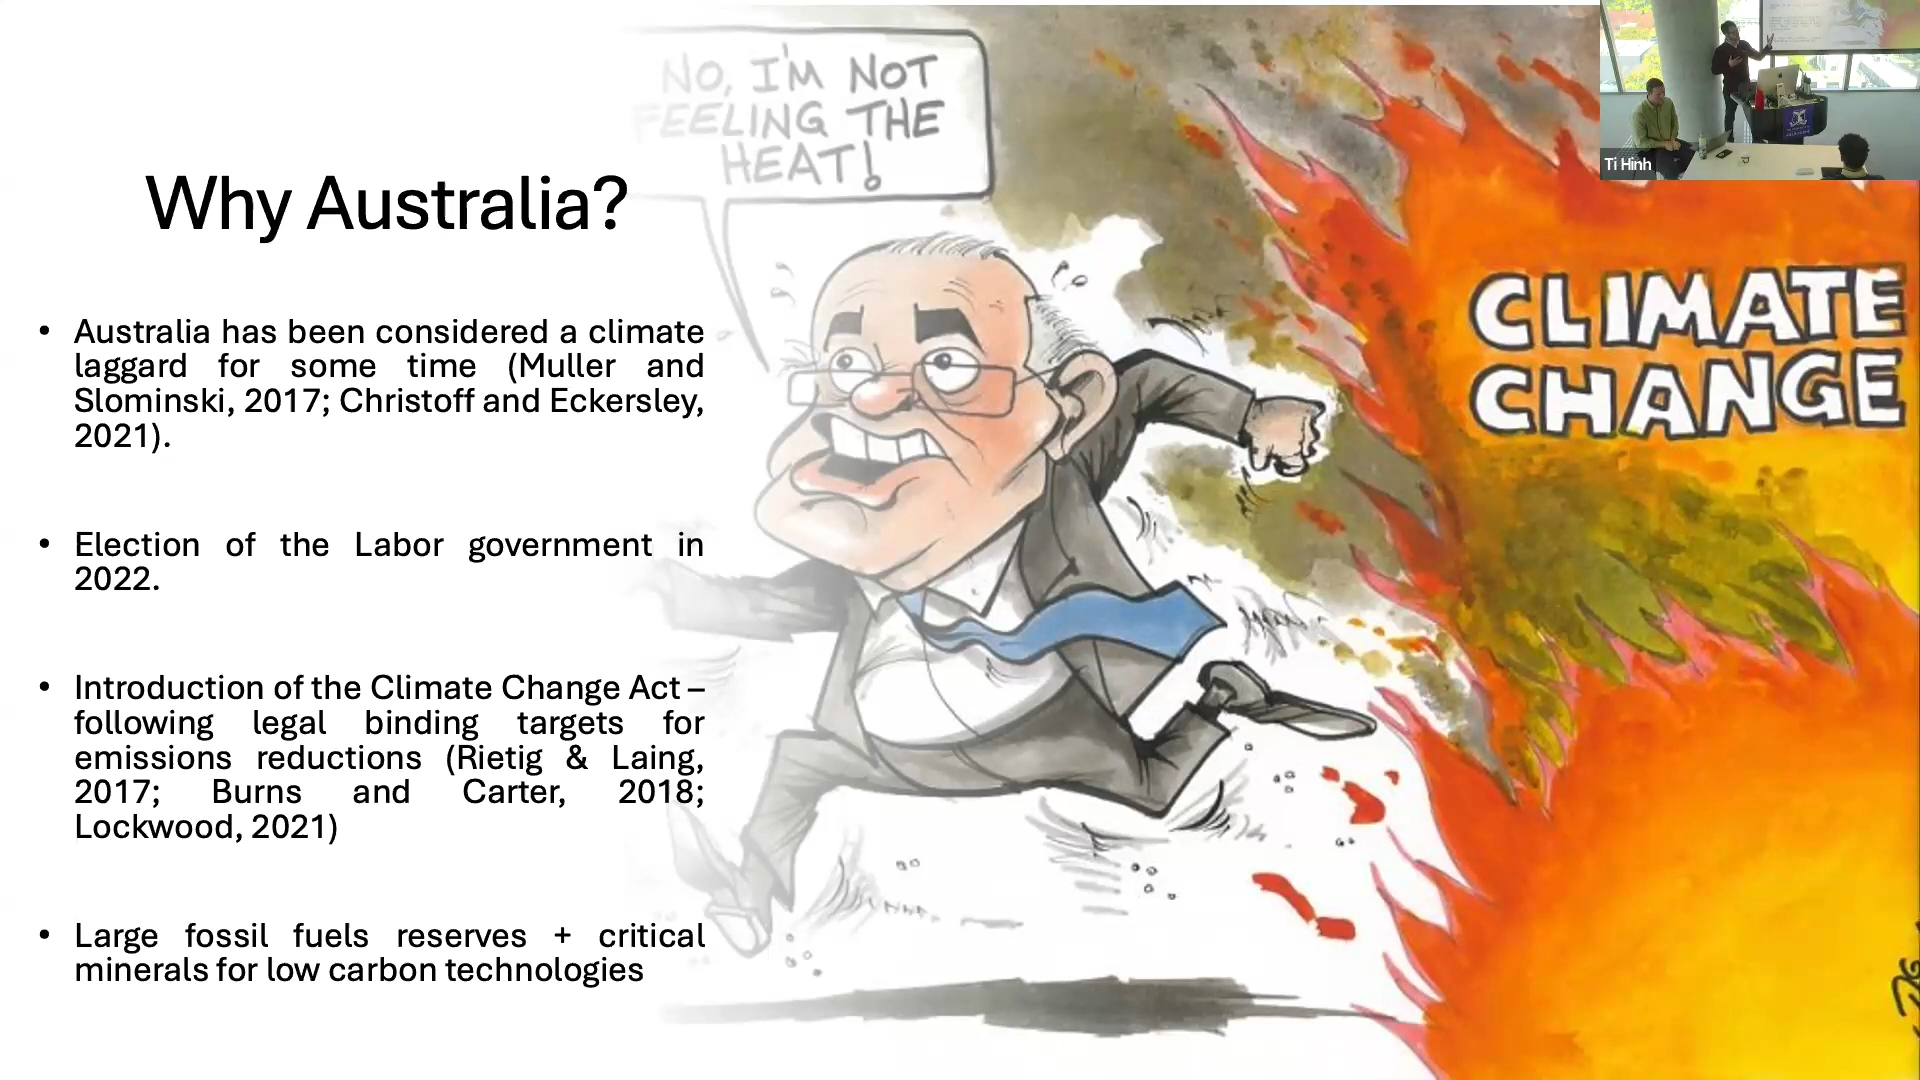 NO, I'M NOT
FEELING THE
HEAT!
Why Australia?
• Australia has been considered a climate
laggard for some time (Muller and
Slominski, 2017; Christoff and Eckersley,
2021).
• Election of the Labor government in
2022.
• Introduction of the Climate Change Act –
following legal binding targets for
emissions reductions (Rietig & Laing,
2017; Burns and Carter, 2018;
Lockwood, 2021)
• Large fossil fuels reserves + critical
minerals for low carbon technologies
CLIMATE
CHANGE
Ti Hinh